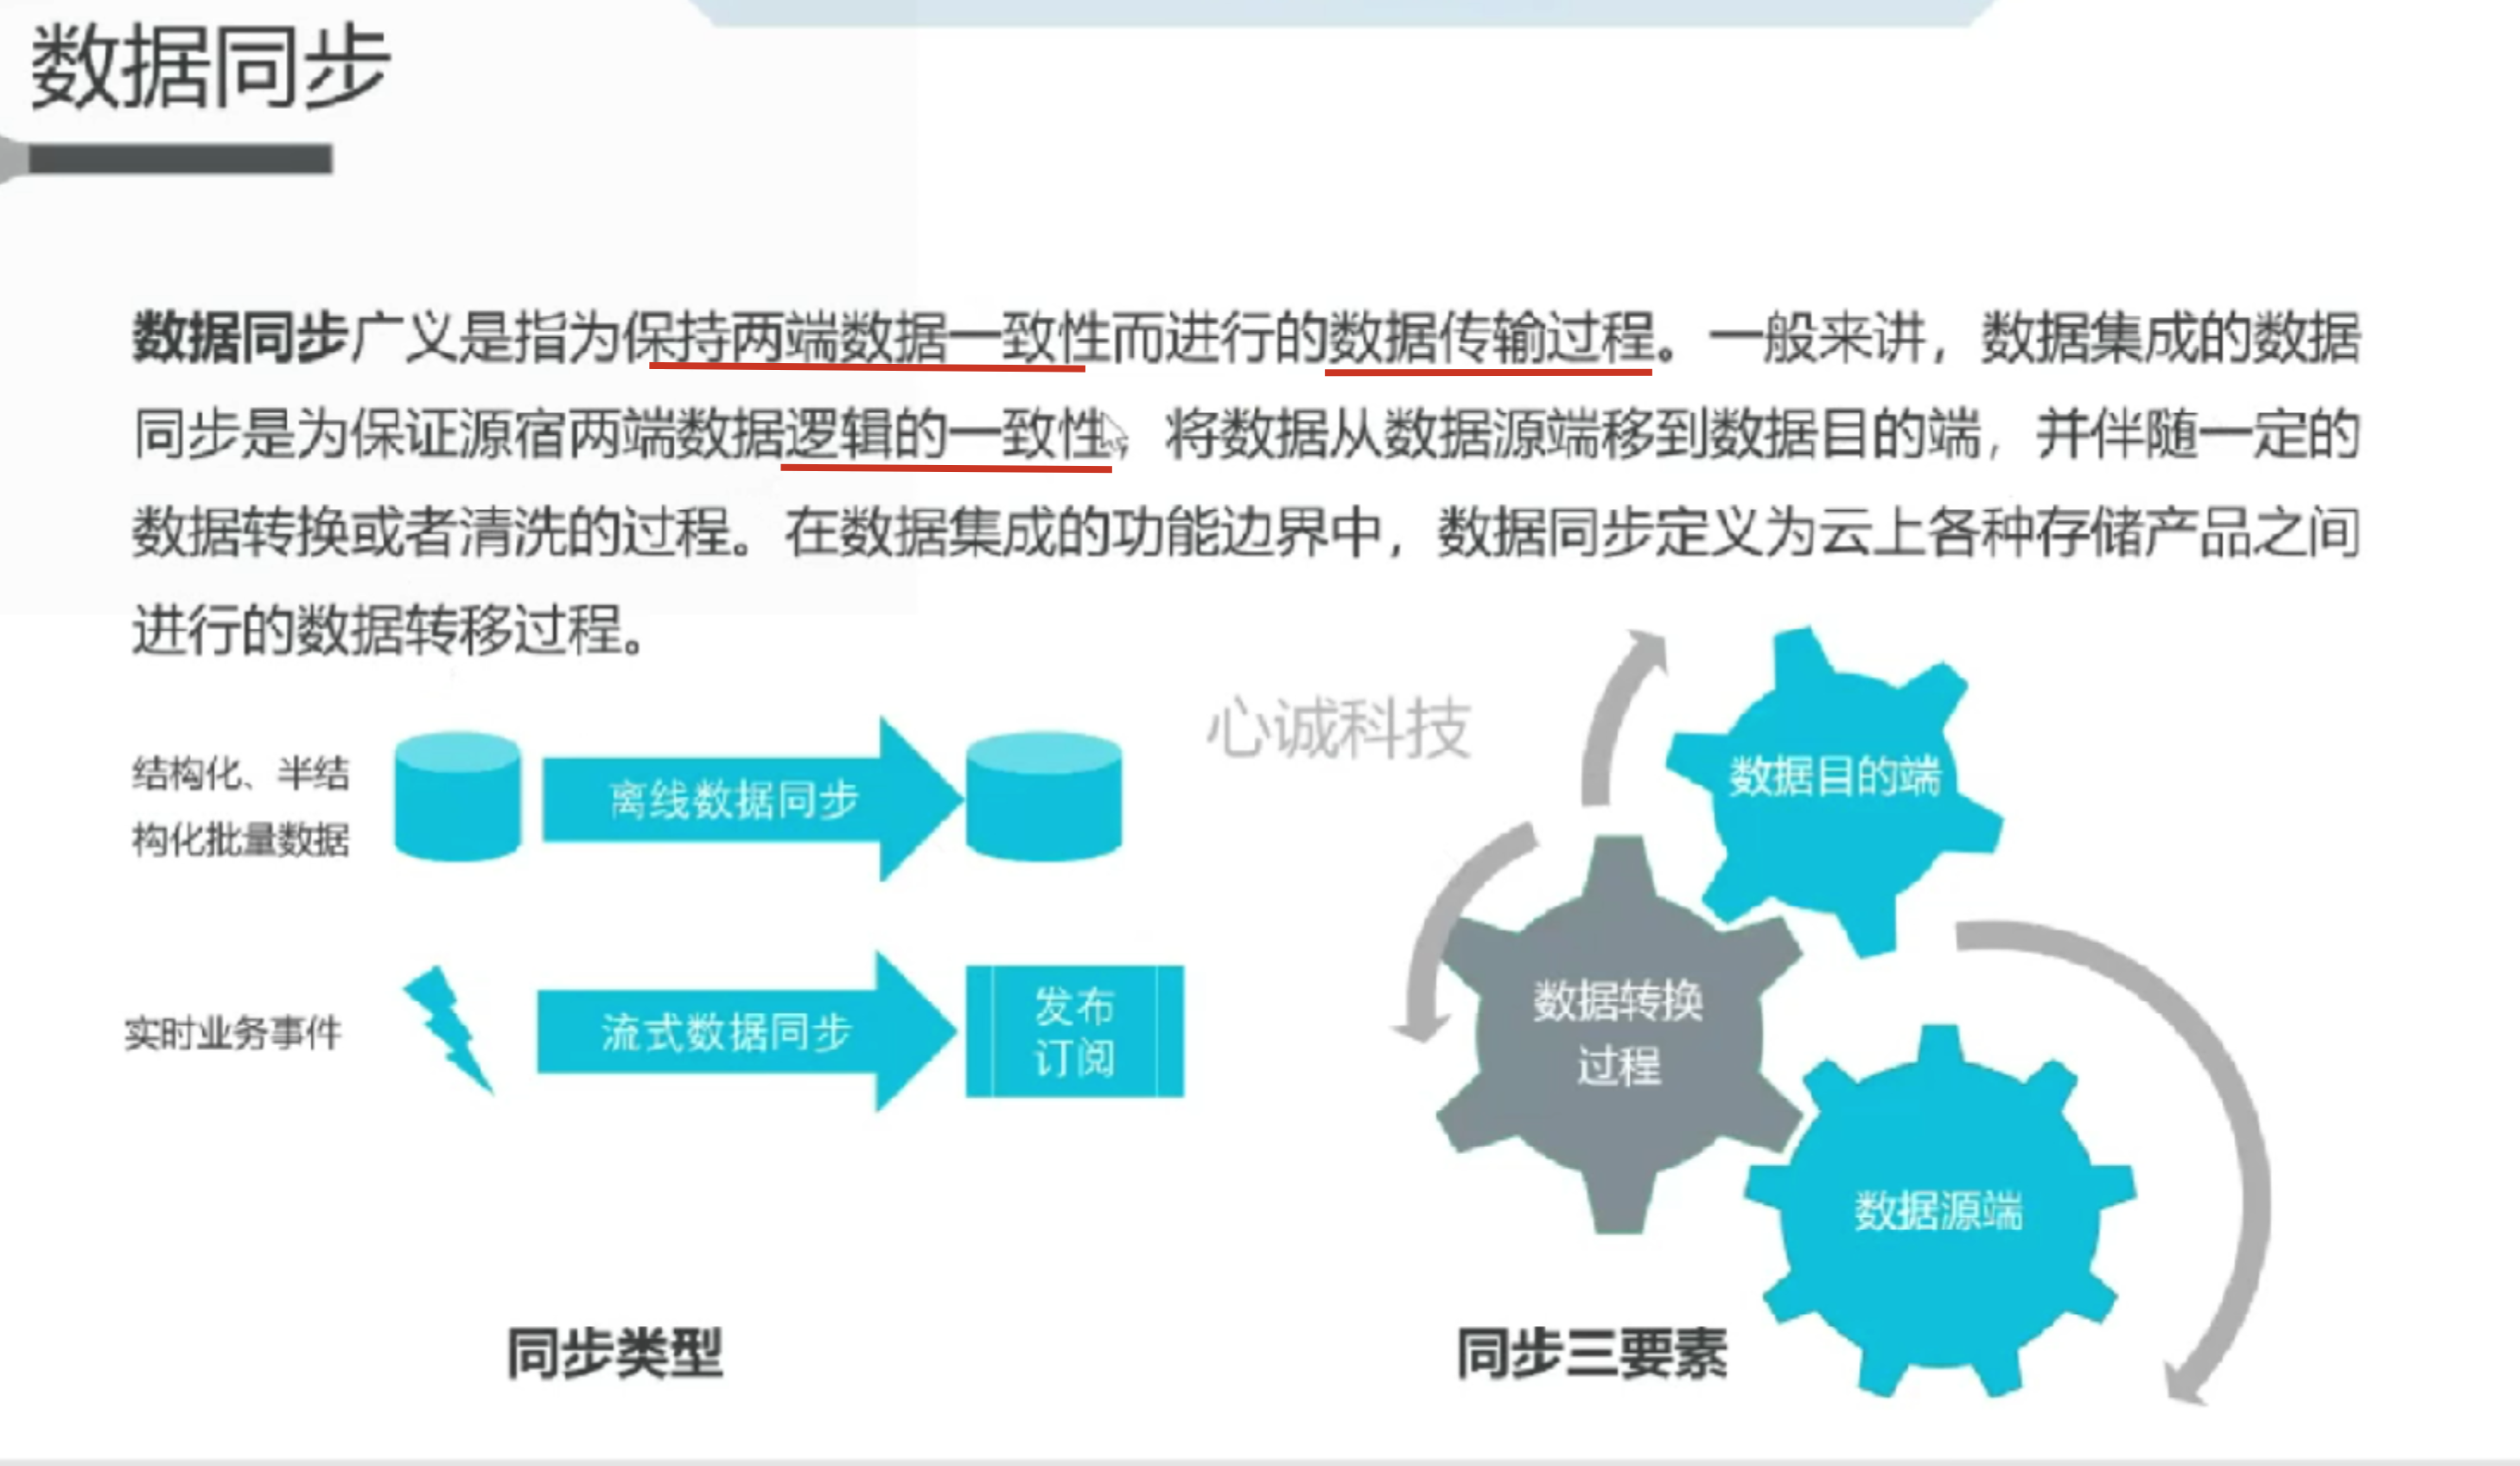 数据同步
数据同步广义是指为保持两端数据一致性而进行的数据传输过程。一般来讲，数据集成的数据
同步是为保证源宿两端数据逻辑的一致性，将数据从数据源端移到数据目的端，并伴随一定的
数据转换或者清洗的过程。在数据集成的功能边界中，数据同步定义为云上各种存储产品之间
进行的数据转移过程。
心诚科技
结构化、半结
构化批量数据
离线数据同步
实时业务事件
流式数据同步
发布
订阅
同步类型
数据目的端
数据转换
过程
数据源端
同步三要素